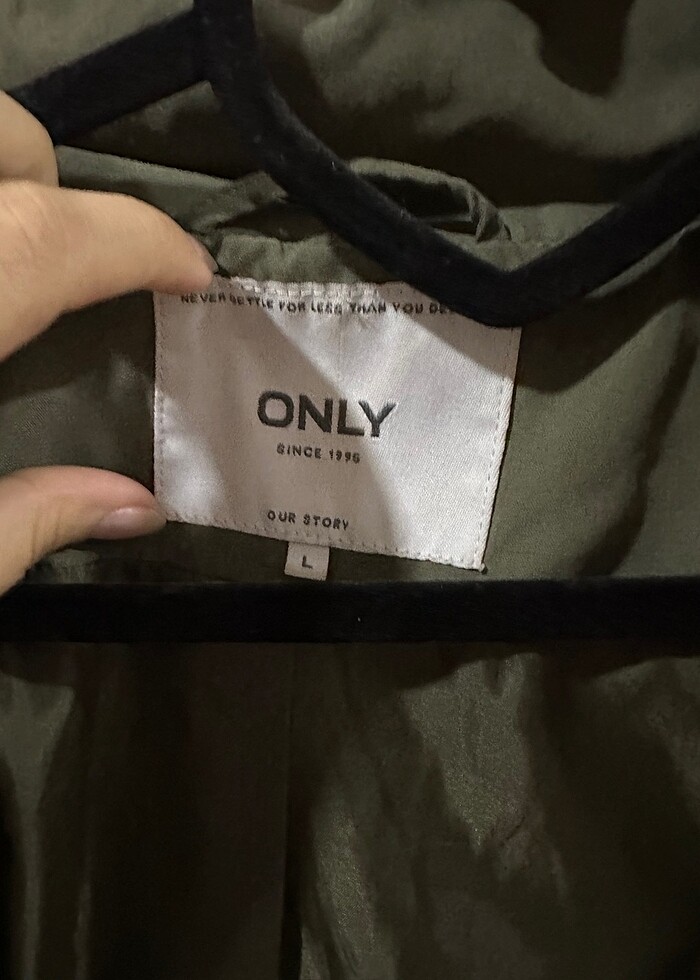 NEVER SETTLE FOR LESS THAN YOU
ONLY
SINCE 1995
OUR STORY
L